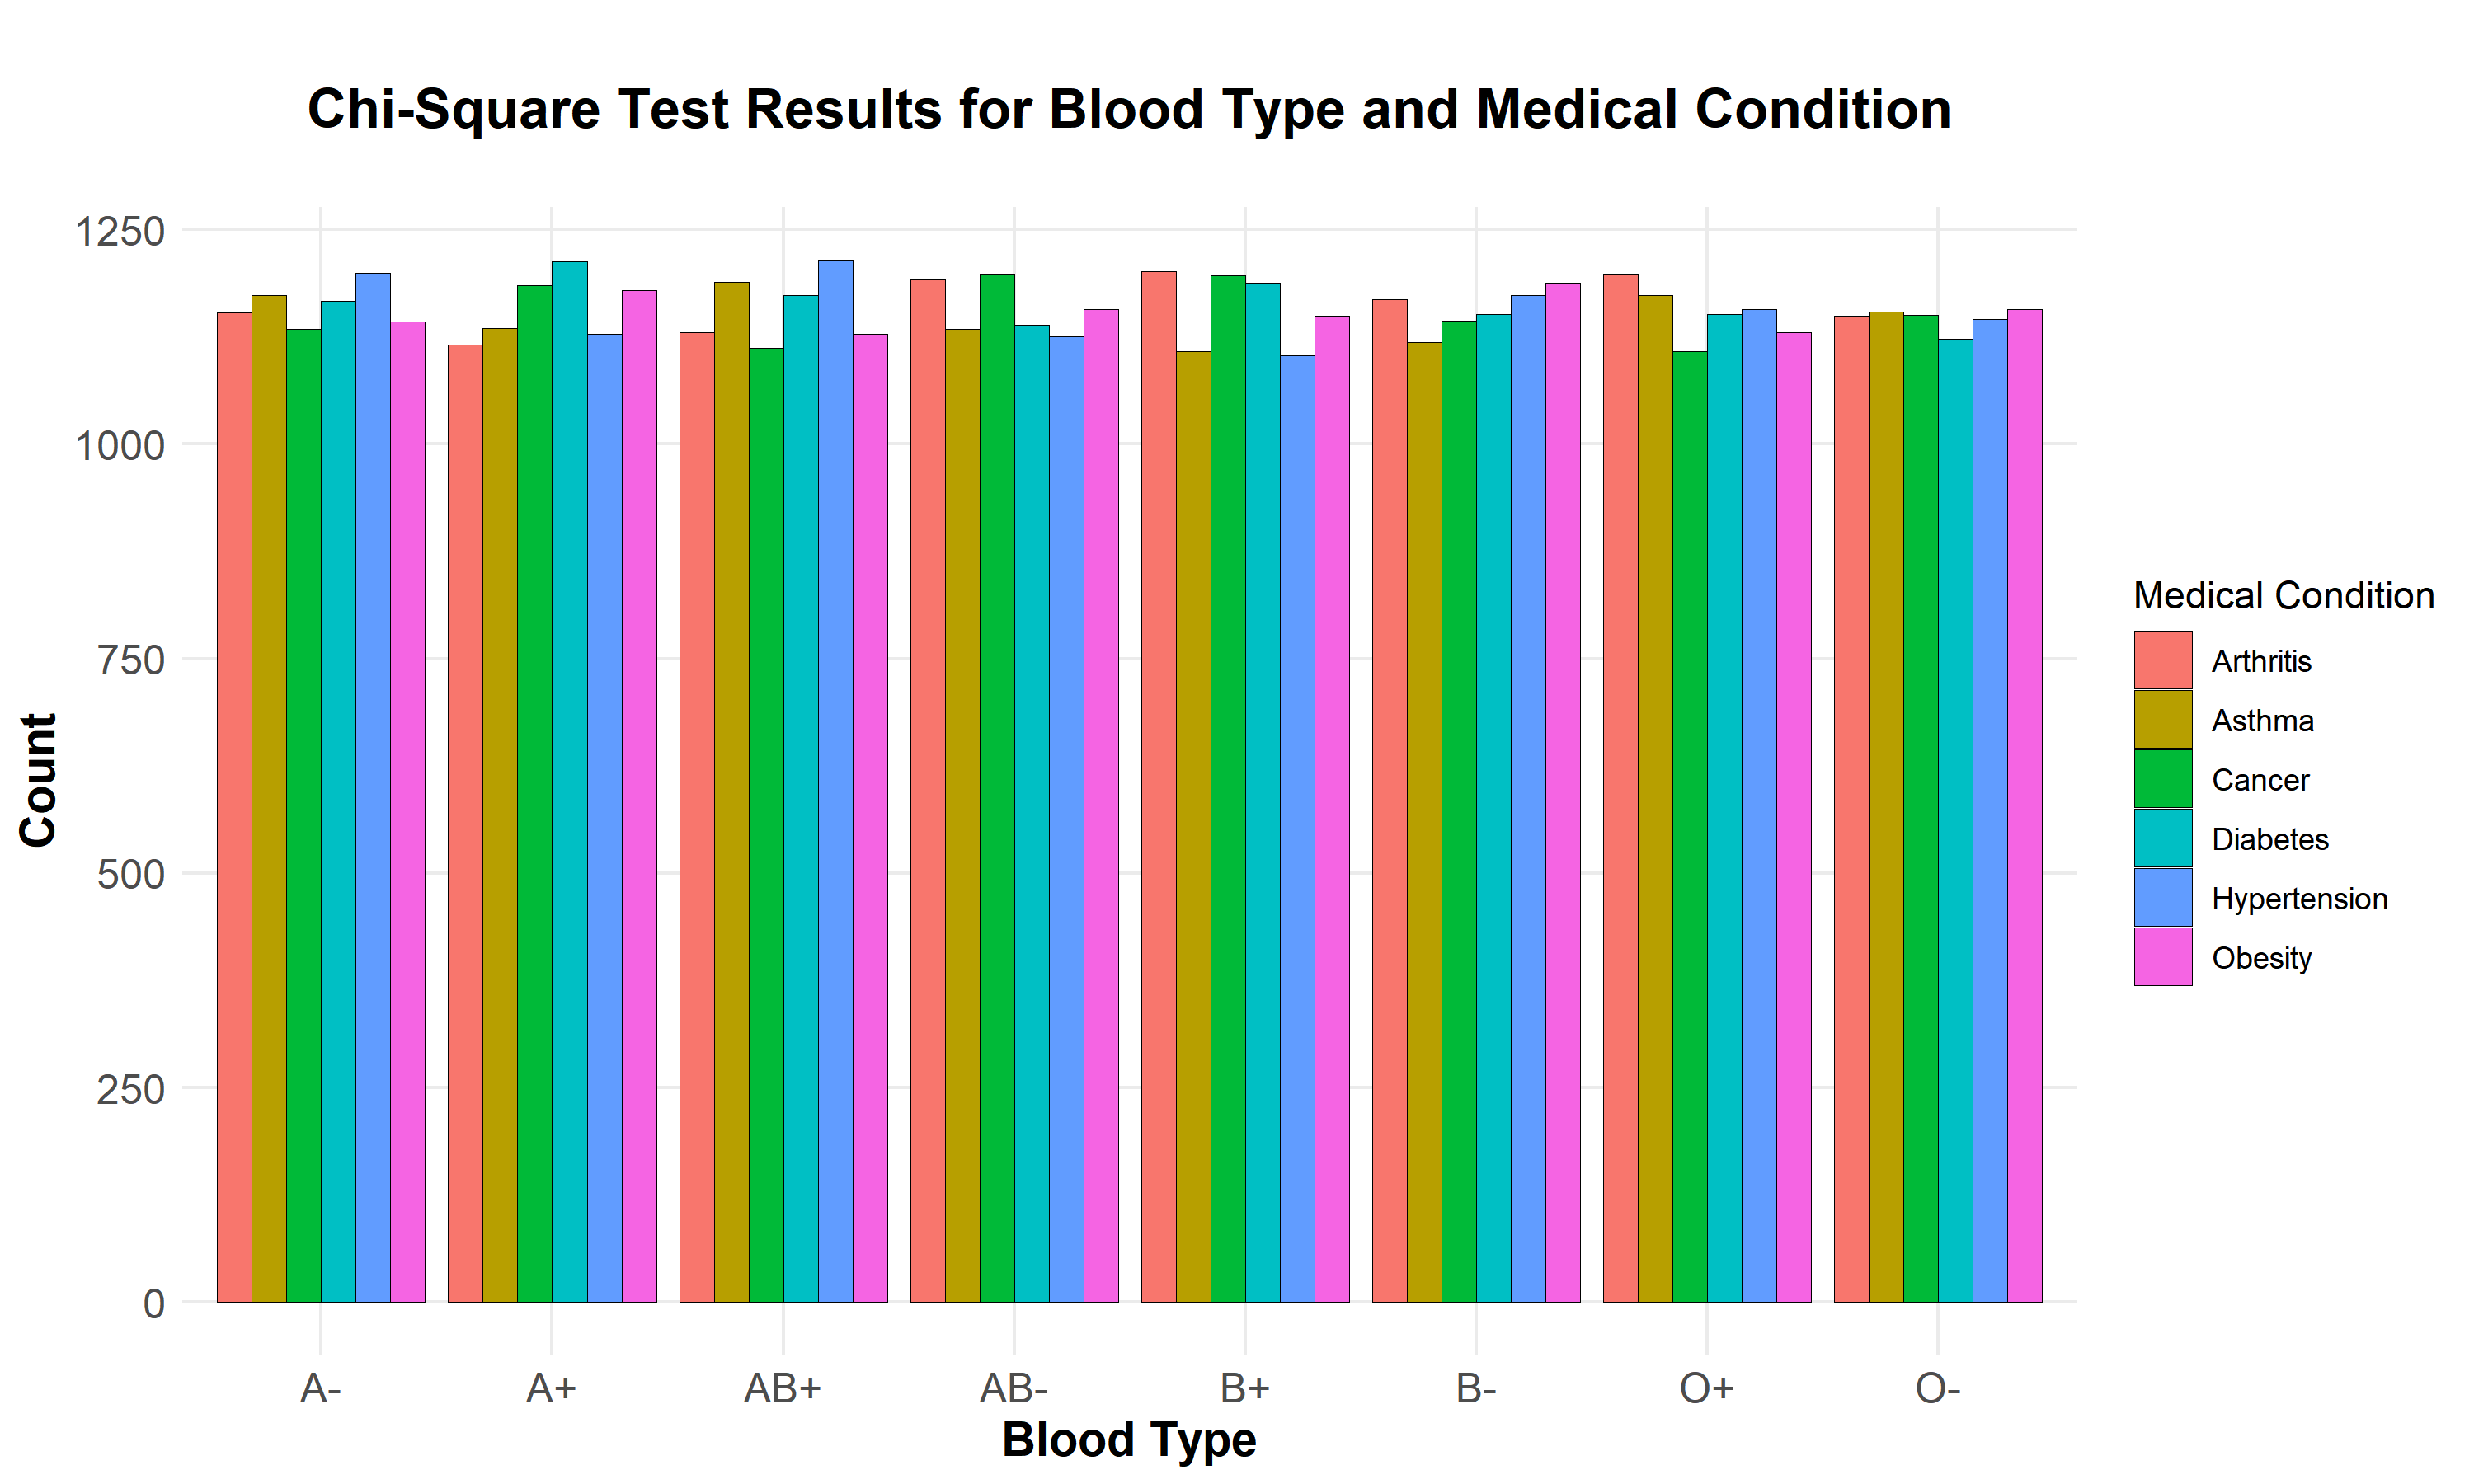 Chi-Square Test Results for Blood Type and Medical Condition
1250
1000
750
500
250
0
Count
A-
A+
AB+
AB-
B+
B-
O+
O-
Blood Type
Medical Condition
Arthritis
Asthma
Cancer
Diabetes
Hypertension
Obesity